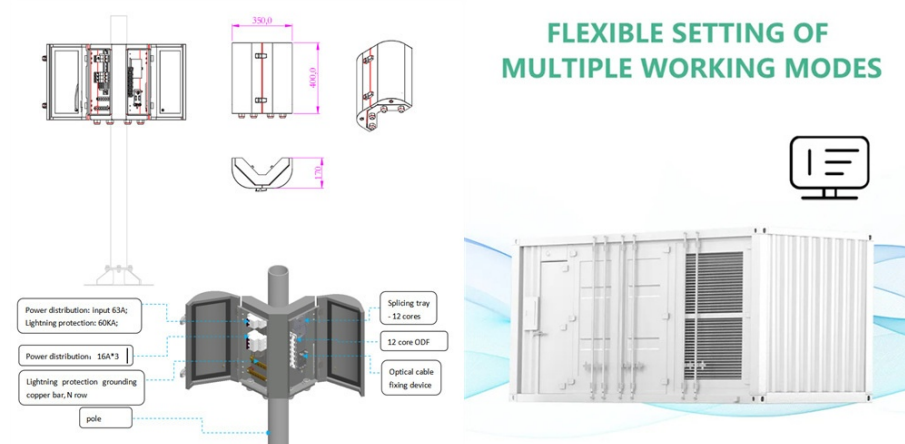 350,0
400,0
170
Power distribution: input 63A;
Lightning protection: 60KA;
Power distribution: 16A*3
Lightning protection grounding
copper bar, N row
pole
Splicing tray
- 12 cores
12 core ODF
Optical cable
fixing device
FLEXIBLE SETTING OF
MULTIPLE WORKING MODES